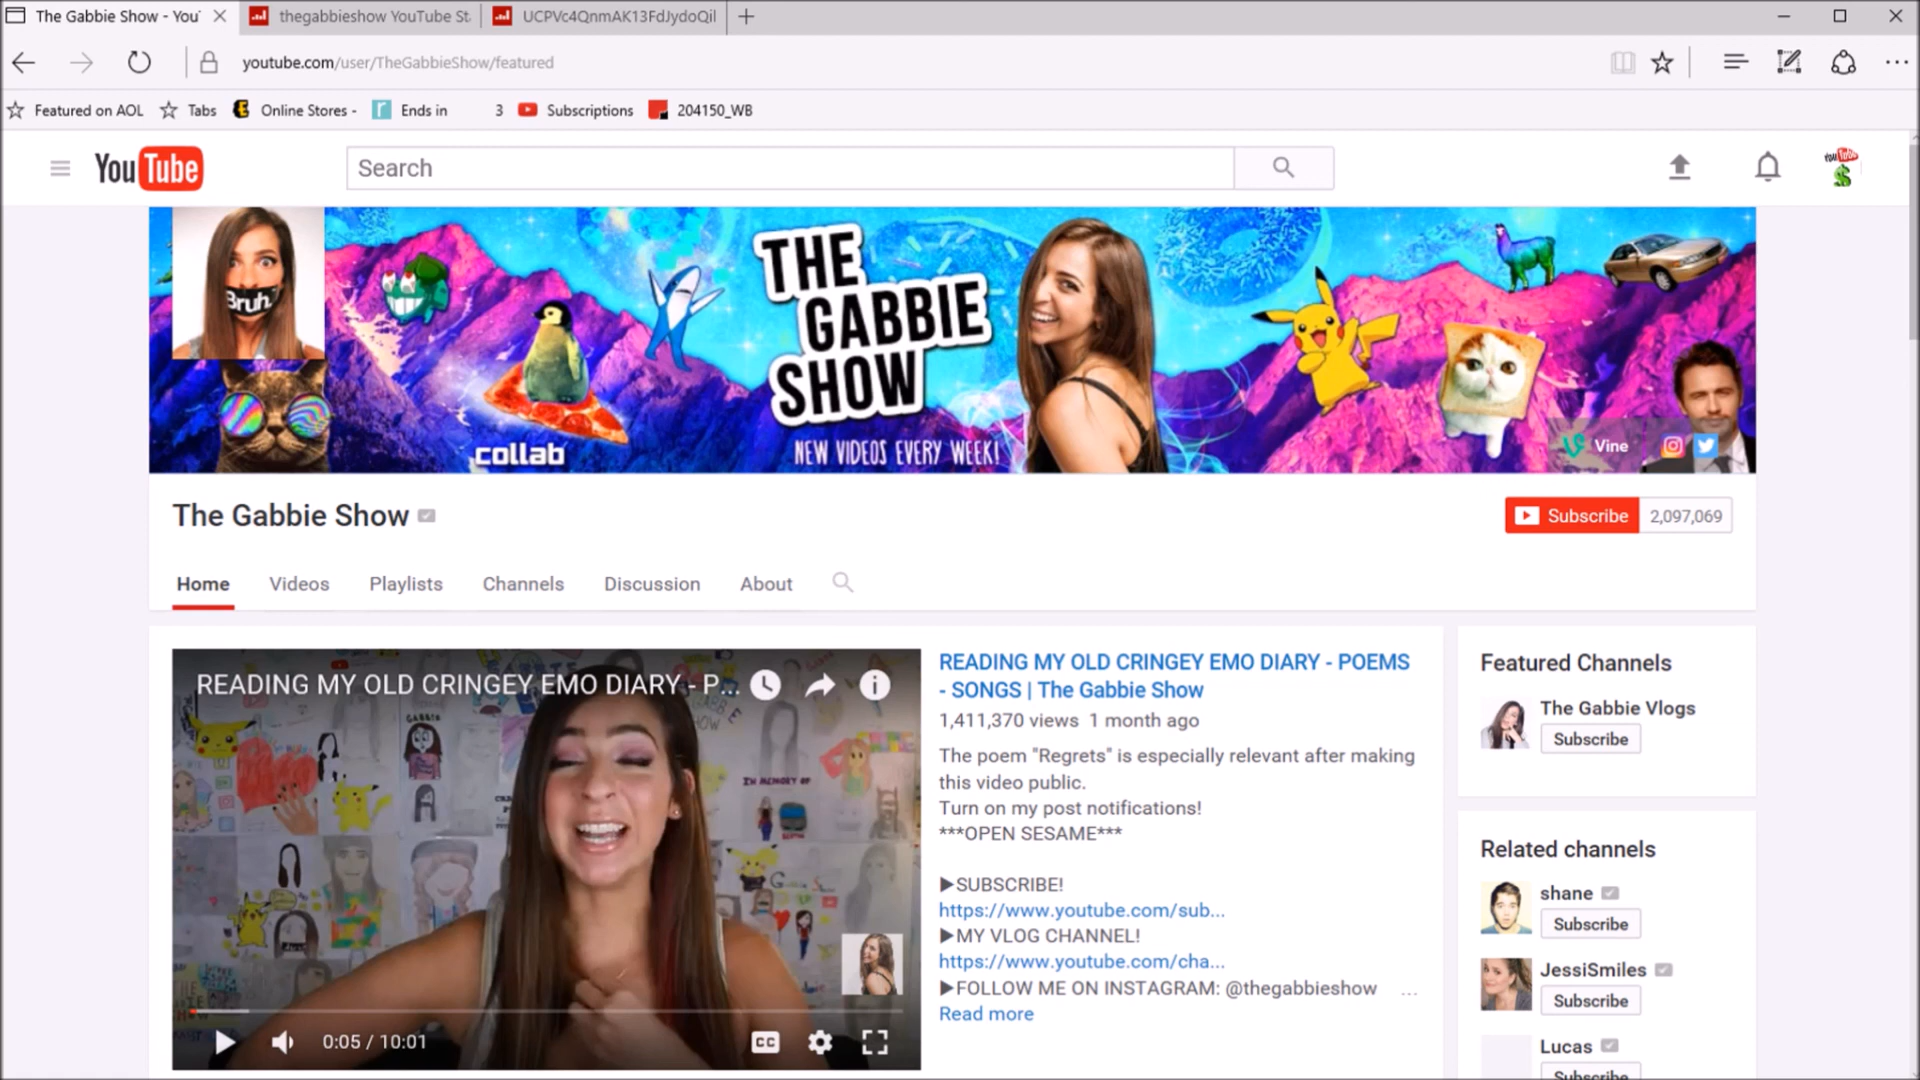 The Gabbie Show - You
thegabbieshow YouTube St
UCPVc4QnmAK13FdJydoQil
youtube.com/user/TheGabbieShow/featured
Featured on AOL
Tabs
Online Stores -
Ends in
3
Subscriptions
204150_WB
YouTube
Search
Bruh.
THE
GABBIE
SHOW
collab
NEW VIDEOS EVERY WEEK!
Vine
The Gabbie Show
Subscribe 2,097,069
Home Videos Playlists Channels Discussion About
READING MY OLD CRINGEY EMO DIARY - P...
IN MEMORY OF
0:05 / 10:01
CC
READING MY OLD CRINGEY EMO DIARY - POEMS
- SONGS | The Gabbie Show
1,411,370 views 1 month ago
The poem "Regrets" is especially relevant after making
this video public.
Turn on my post notifications!
***OPEN SESAME***
▶SUBSCRIBE!
https://www.youtube.com/sub...
▶MY VLOG CHANNEL!
https://www.youtube.com/cha...
▶FOLLOW ME ON INSTAGRAM: @thegabbieshow ...
Read more
Featured Channels
The Gabbie Vlogs
Subscribe
Related channels
shane
Subscribe
JessiSmiles
Subscribe
Lucas
Subscribe